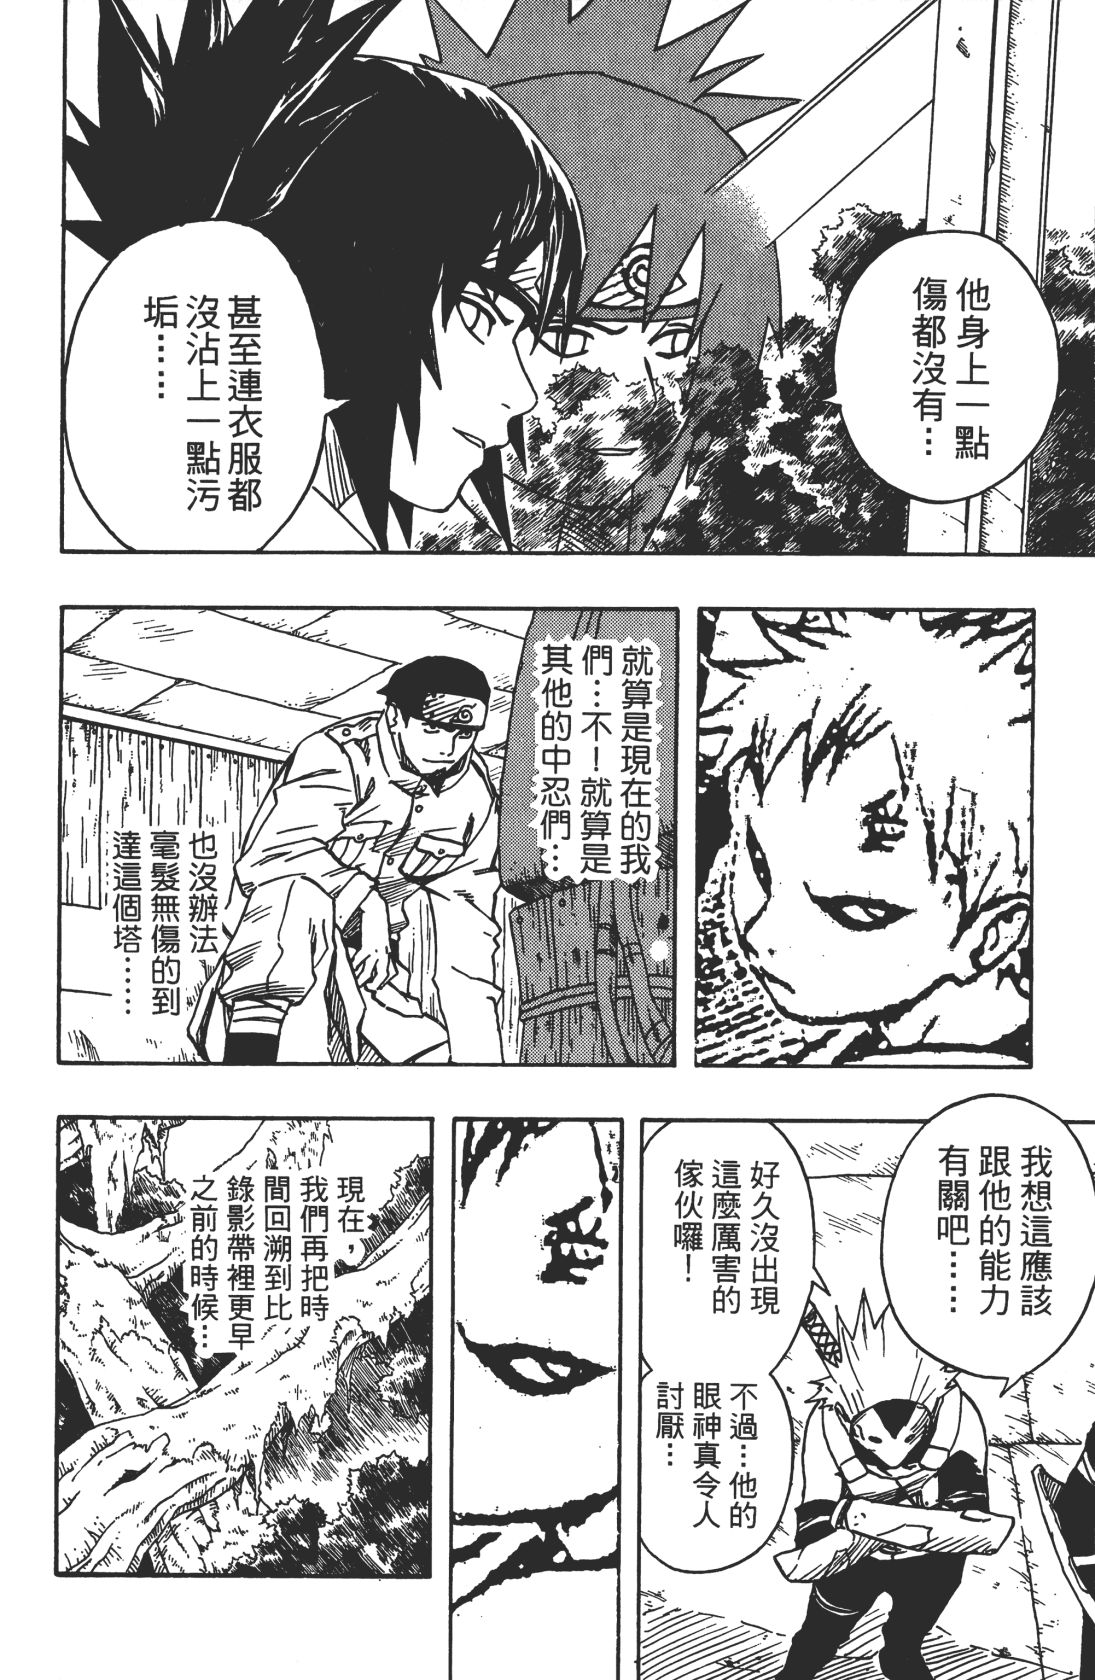 他身上一點
傷都沒有…
甚至連衣服都
沒沾上一點污
垢……
就算是現在的我
們…不！就算是
其他的中忍們…
也沒辦法
毫髮無傷的到
達這個塔……
我想這應該
跟他的能力
有關吧……
好久沒出現
這麼厲害的
傢伙囉！
不過…他的
眼神真令人
討厭…
現在，
我們再把時
間回溯到比
錄影帶裡更早
之前的時候…